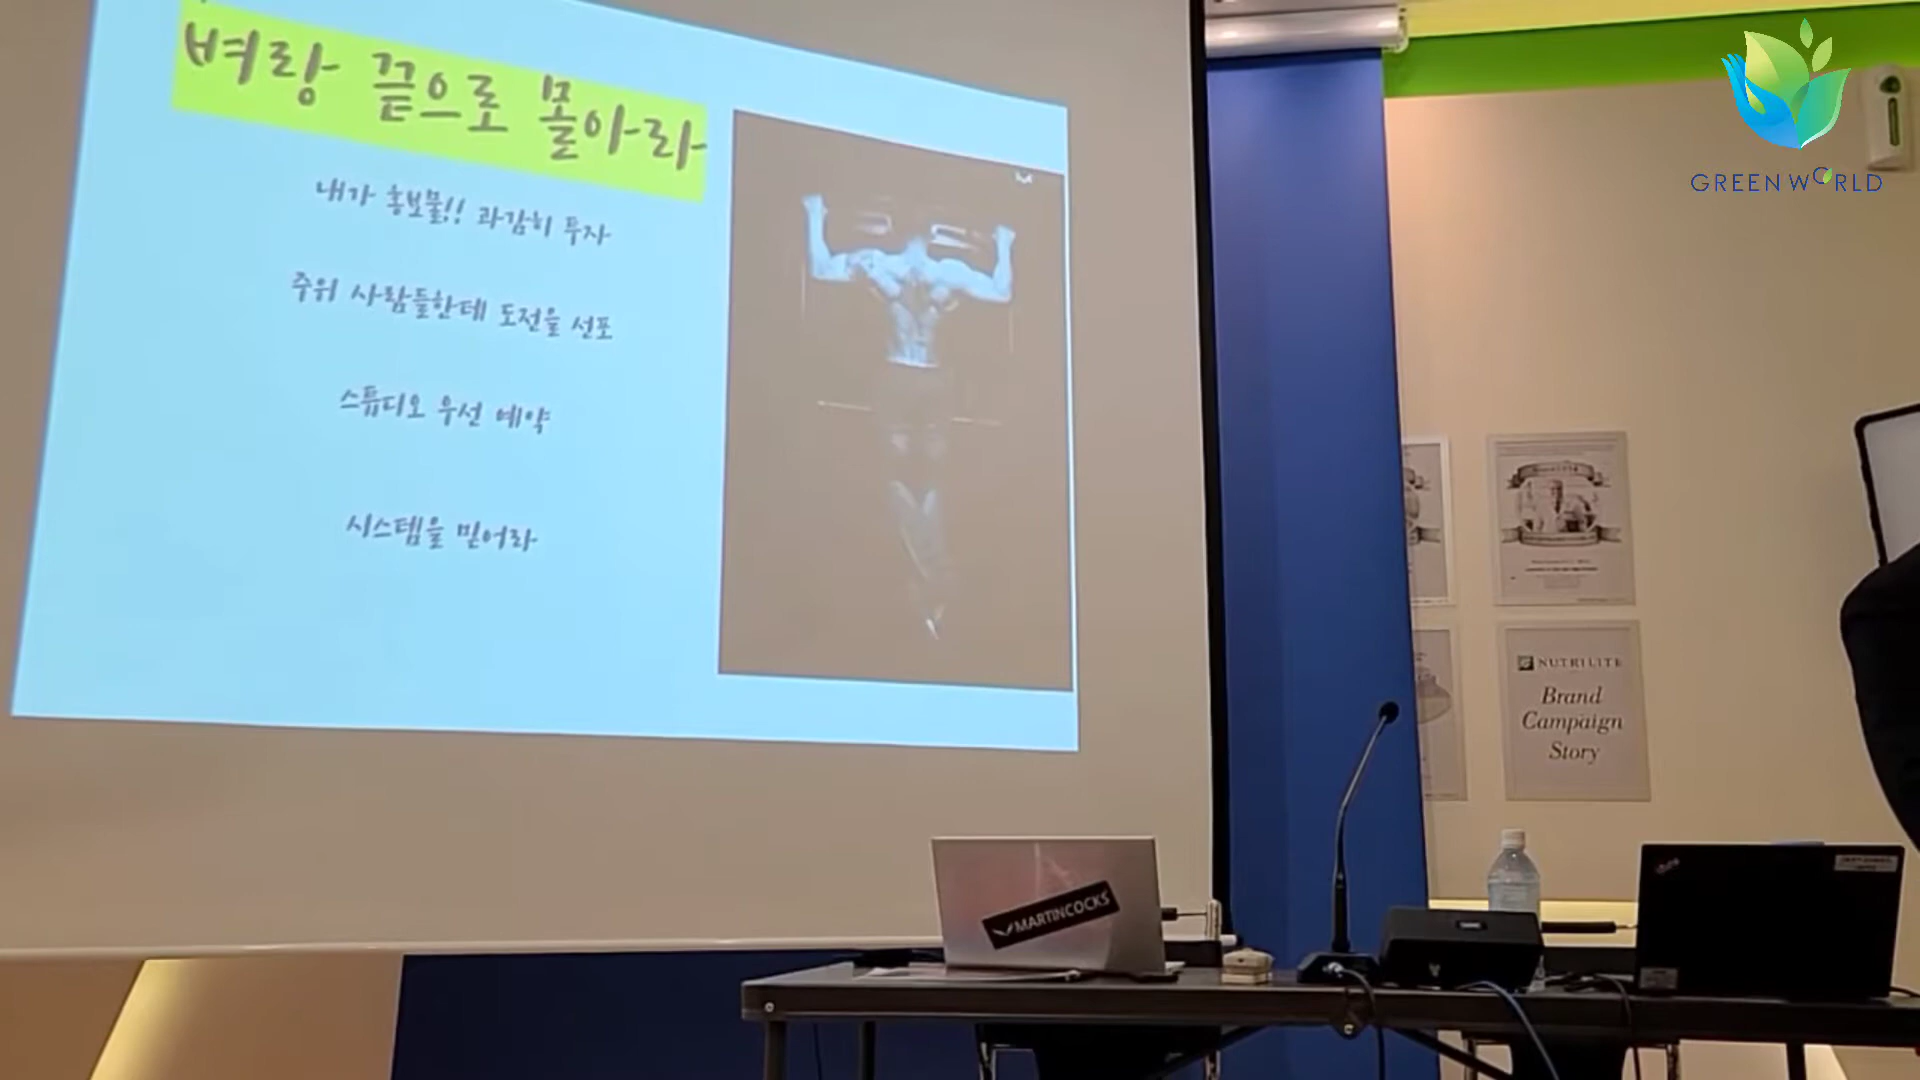 벼랑 끝으로 몰아라
내가 홍보물!! 과감히 투자
주위 사람들한테 도전을 선포
스튜디오 우선 예약
시스템을 믿어라
GREEN WORLD
NUTRILITE
Brand
Campaign
Story
MARTINCOCKS